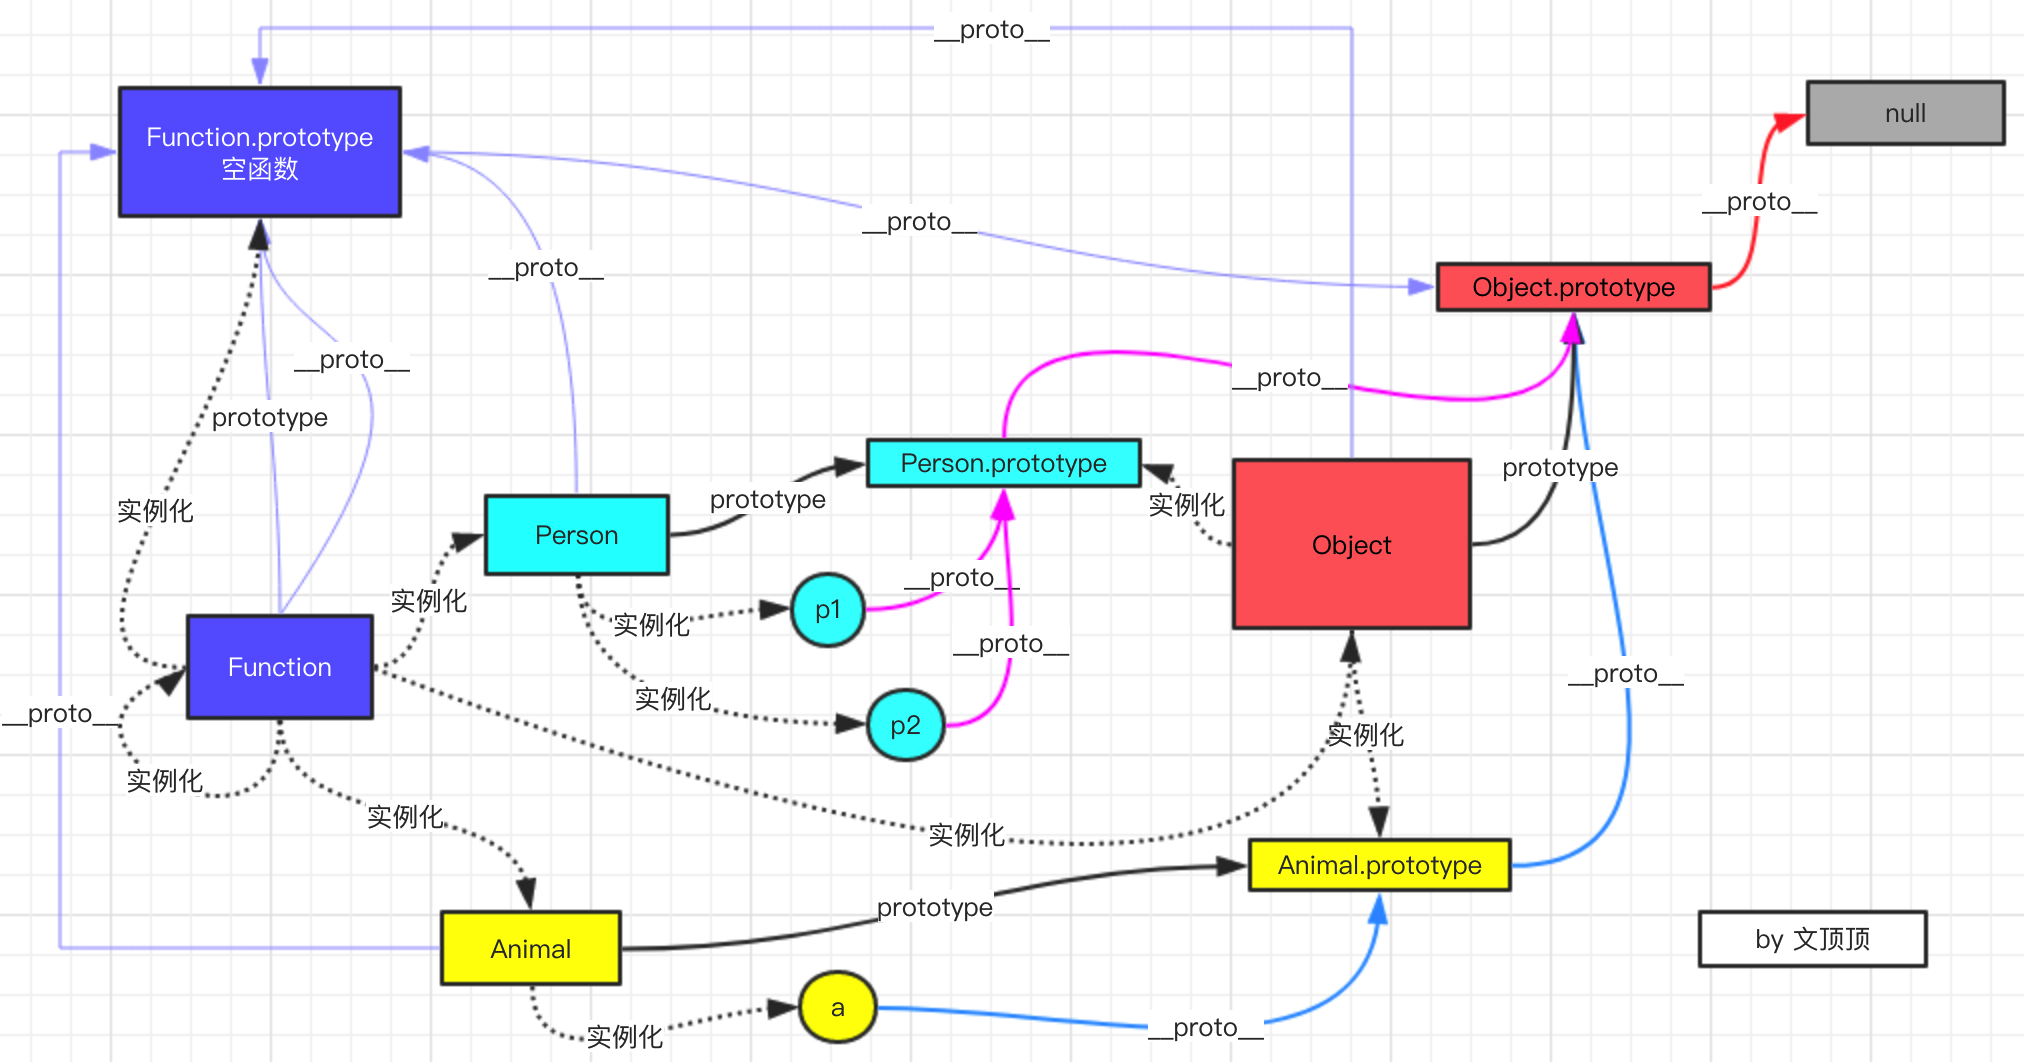 __proto__
Function.prototype
空函数
null
__proto__
__proto__
__proto__
Object.prototype
__proto__
__proto__
prototype
Person.prototype
prototype
prototype
实例化
实例化
Person
Object
__proto__
实例化
p1
实例化
__proto__
Function
__proto__
实例化
__proto__
p2
实例化
实例化
实例化
实例化
Animal.prototype
prototype
Animal
by 文顶顶
a
实例化
__proto__